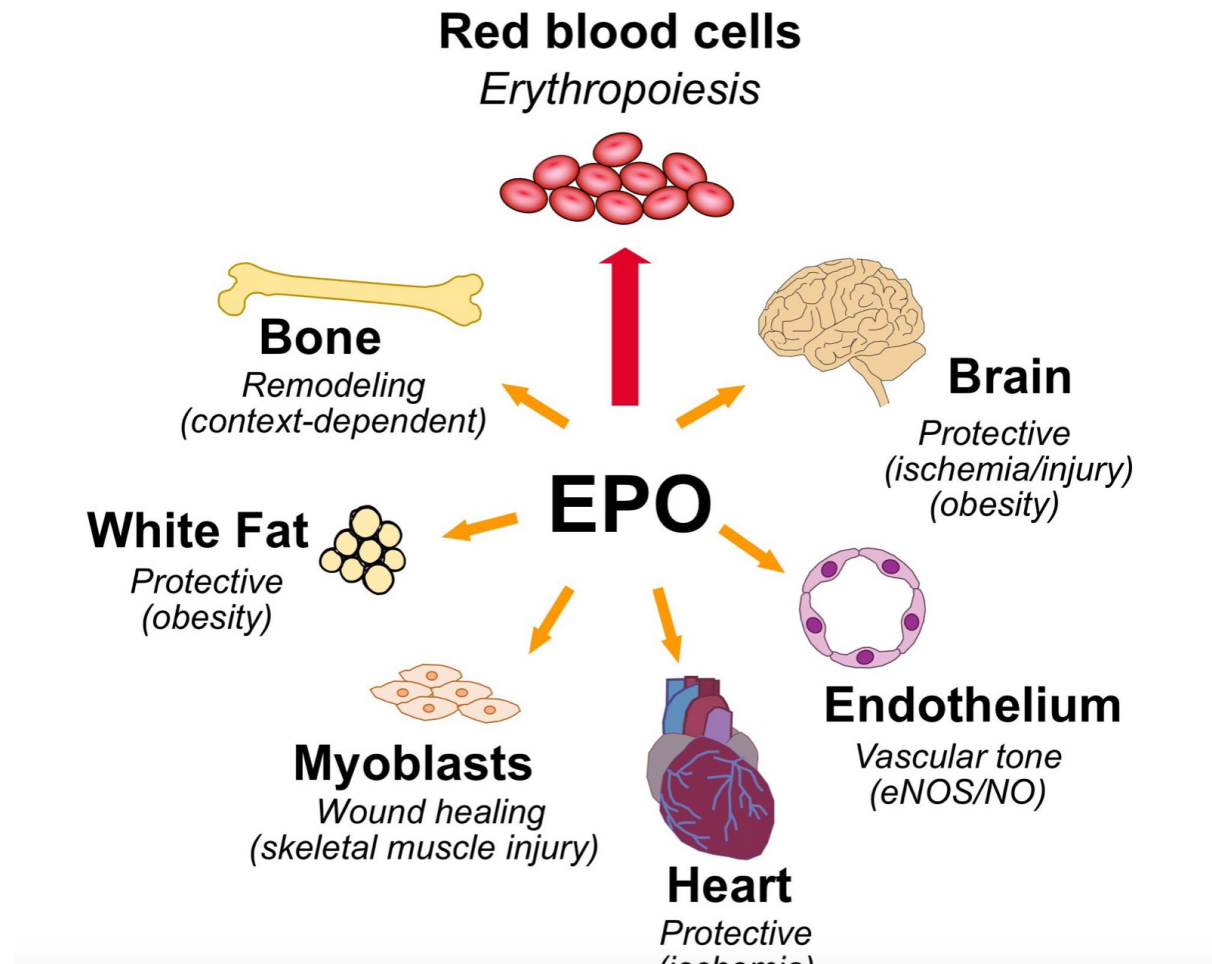 Red blood cells
Erythropoiesis
Bone
Remodeling
(context-dependent)
Brain
Protective
(ischemia/injury)
(obesity)
EPO
White Fat
Protective
(obesity)
Endothelium
Vascular tone
(eNOS/NO)
Myoblasts
Wound healing
(skeletal muscle injury)
Heart
Protective